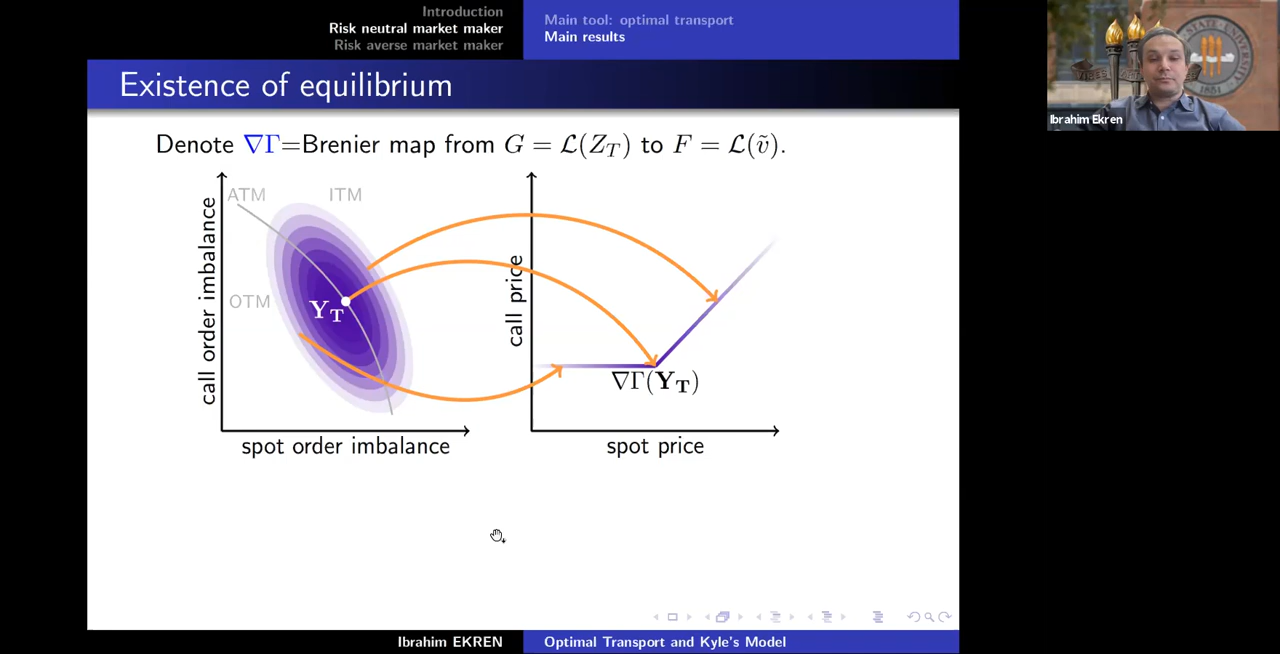 Introduction
Risk neutral market maker
Risk averse market maker
Main tool: optimal transport
Main results
Existence of equilibrium
Denote ∇Γ=Brenier map from G = ℒ(Z_T) to F = ℒ(ṽ).
ATM
ITM
OTM
Y_T
call order imbalance
spot order imbalance
call price
∇Γ(Y_T)
spot price
Ibrahim EKREN
Optimal Transport and Kyle's Model
Ibrahim Ekren
1851